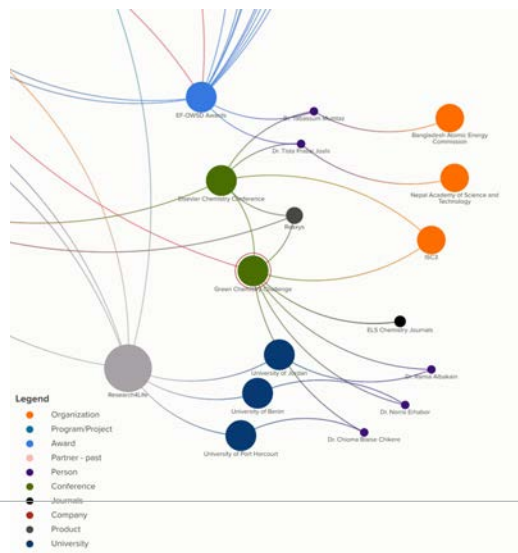 EF-OWSD Awards
Dr. Tabassum Mumtaz
Bangladesh Atomic Energy
Commission
Dr. Tista Prasai Joshi
Elsevier Chemistry Conference
Nepal Academy of Science and
Technology
Reaxys
ISC3
Green Chemistry Challenge
ELS Chemistry Journals
University of Jordan
Research4Life
Dr.
University of Benin
Dr. Norris Erhabor
Dr. Chioma Blaise Chikere
University of Port Harcourt
Legend
Organization
Program/Project
Award
Partner - past
Person
Conference
Journals
Company
Product
University